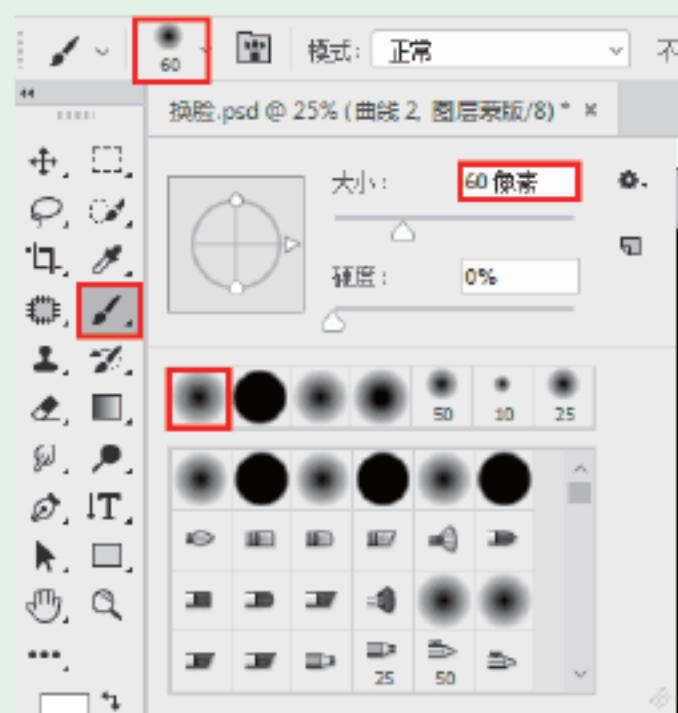 60 模式： 正常 不
换脸.psd @ 25% (曲线 2, 图层蒙版/8) * ×
大小： 60 像素
硬度： 0%
50 10 25
25 50